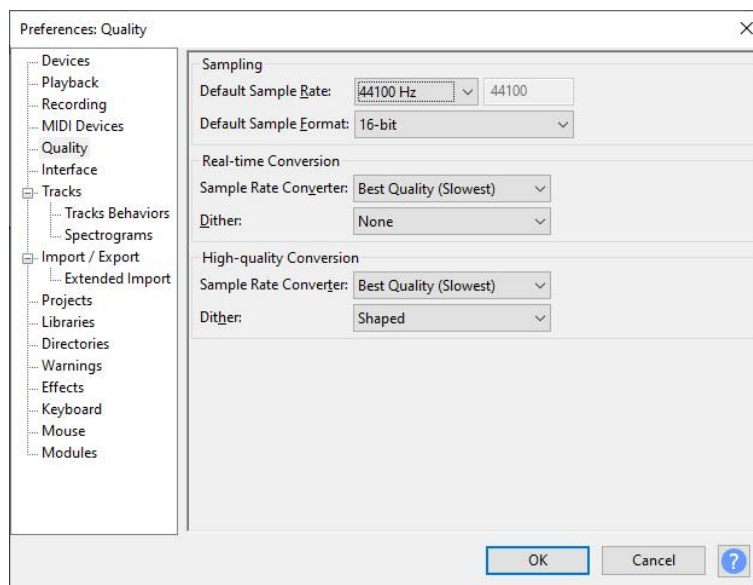 Preferences: Quality
Devices
Playback
Recording
MIDI Devices
Quality
Interface
Tracks
Tracks Behaviors
Spectrograms
Import / Export
Extended Import
Projects
Libraries
Directories
Warnings
Effects
Keyboard
Mouse
Modules
Sampling
Default Sample Rate: 44100 Hz 44100
Default Sample Format: 16-bit
Real-time Conversion
Sample Rate Converter: Best Quality (Slowest)
Dither: None
High-quality Conversion
Sample Rate Converter: Best Quality (Slowest)
Dither: Shaped
OK Cancel ?